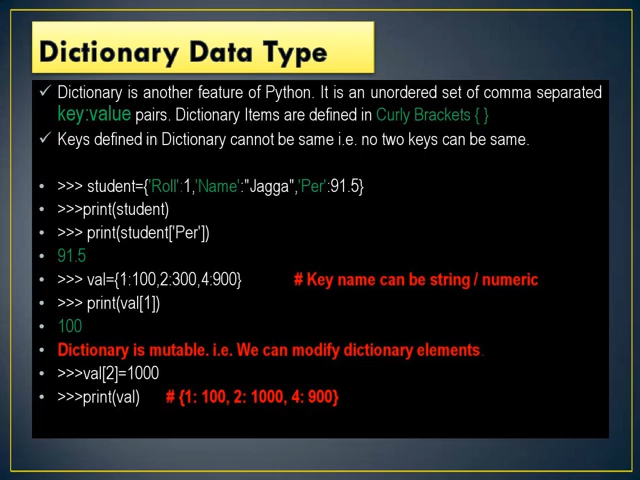 Dictionary Data Type
✓ Dictionary is another feature of Python. It is an unordered set of comma separated
key:value pairs. Dictionary Items are defined in Curly Brackets { }
✓ Keys defined in Dictionary cannot be same i.e. no two keys can be same.
• >>> student={'Roll':1,'Name':"Jagga",'Per':91.5}
• >>>print(student)
• >>> print(student['Per'])
• 91.5
• >>> val={1:100,2:300,4:900} # Key name can be string / numeric
• >>> print(val[1])
• 100
• Dictionary is mutable. i.e. We can modify dictionary elements.
• >>>val[2]=1000
• >>>print(val) # {1: 100, 2: 1000, 4: 900}